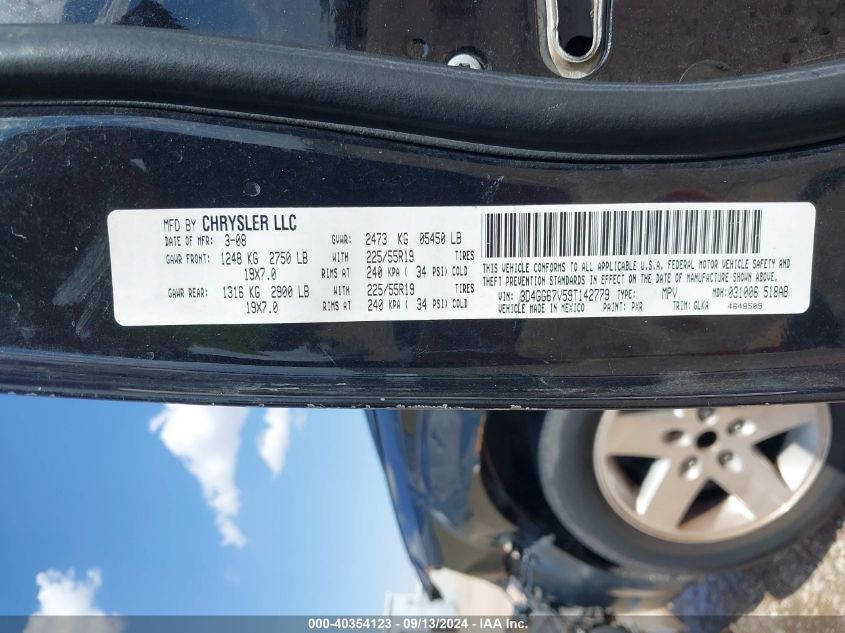 MFD BY CHRYSLER LLC
DATE OF MFR: 3-08 GVWR: 2473 KG 05450 LB
GAWR FRONT: 1248 KG 2750 LB WITH 225/55R19 TIRES
19X7.0 RIMS AT 240 KPA ( 34 PSI) COLD
GAWR REAR: 1316 KG 2900 LB WITH 225/55R19 TIRES
19X7.0 RIMS AT 240 KPA ( 34 PSI) COLD
THIS VEHICLE CONFORMS TO ALL APPLICABLE U.S.A. FEDERAL MOTOR VEHICLE SAFETY AND
THEFT PREVENTION STANDARDS IN EFFECT ON THE DATE OF MANUFACTURE SHOWN ABOVE.
VIN: 3D4GG67V59T142779 TYPE: MPV MDH: 031006 518AB
VEHICLE MADE IN MEXICO PAINT: PXR TRIM: GLKA 4648509
000-40354123 - 09/13/2024 - IAA Inc.